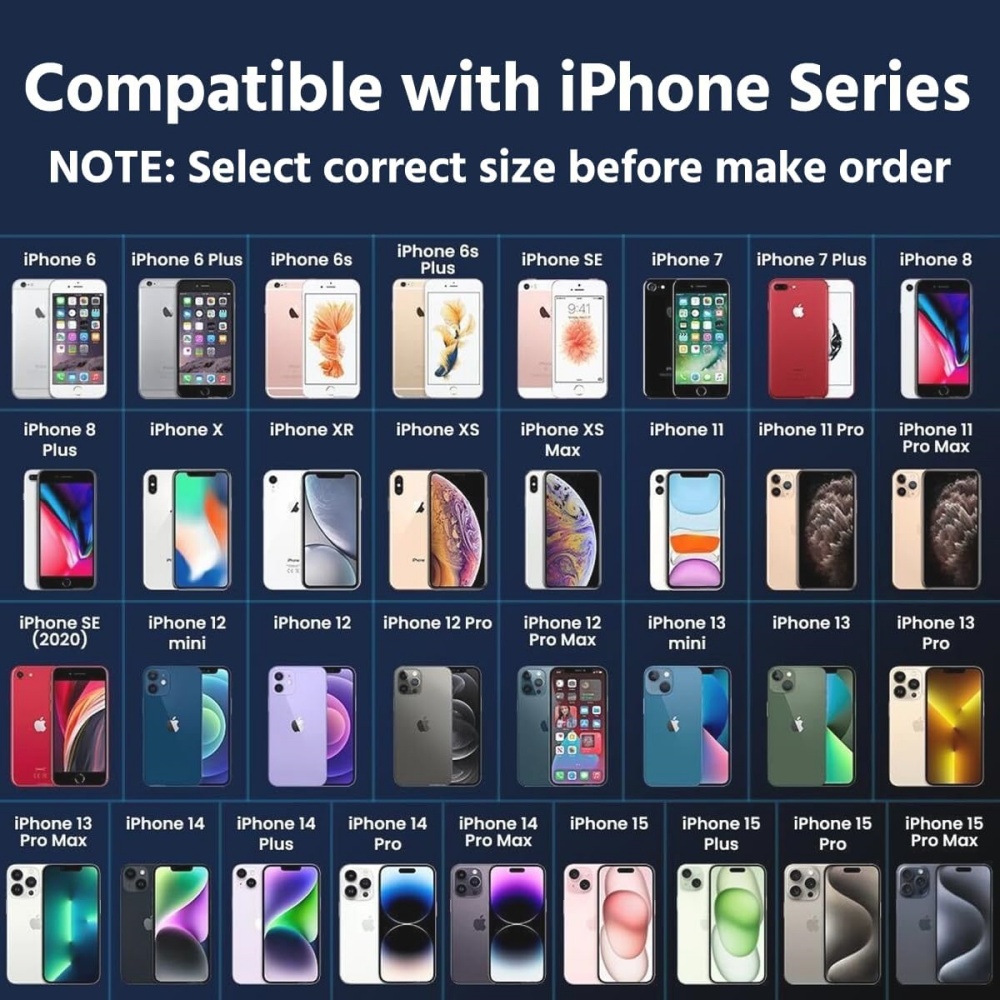 Compatible with iPhone Series
NOTE: Select correct size before make order
iPhone 6
iPhone 6 Plus
iPhone 6s
iPhone 6s
Plus
iPhone SE
iPhone 7
iPhone 7 Plus
iPhone 8
9:41
iPhone 8
Plus
iPhone X
iPhone XR
iPhone XS
iPhone XS
Max
iPhone 11
iPhone 11 Pro
iPhone 11
Pro Max
iPhone SE
(2020)
iPhone 12
mini
iPhone 12
iPhone 12 Pro
iPhone 12
Pro Max
iPhone 13
mini
iPhone 13
iPhone 13
Pro
iPhone 13
Pro Max
iPhone 14
iPhone 14
Plus
iPhone 14
Pro
iPhone 14
Pro Max
iPhone 15
iPhone 15
Plus
iPhone 15
Pro
iPhone 15
Pro Max